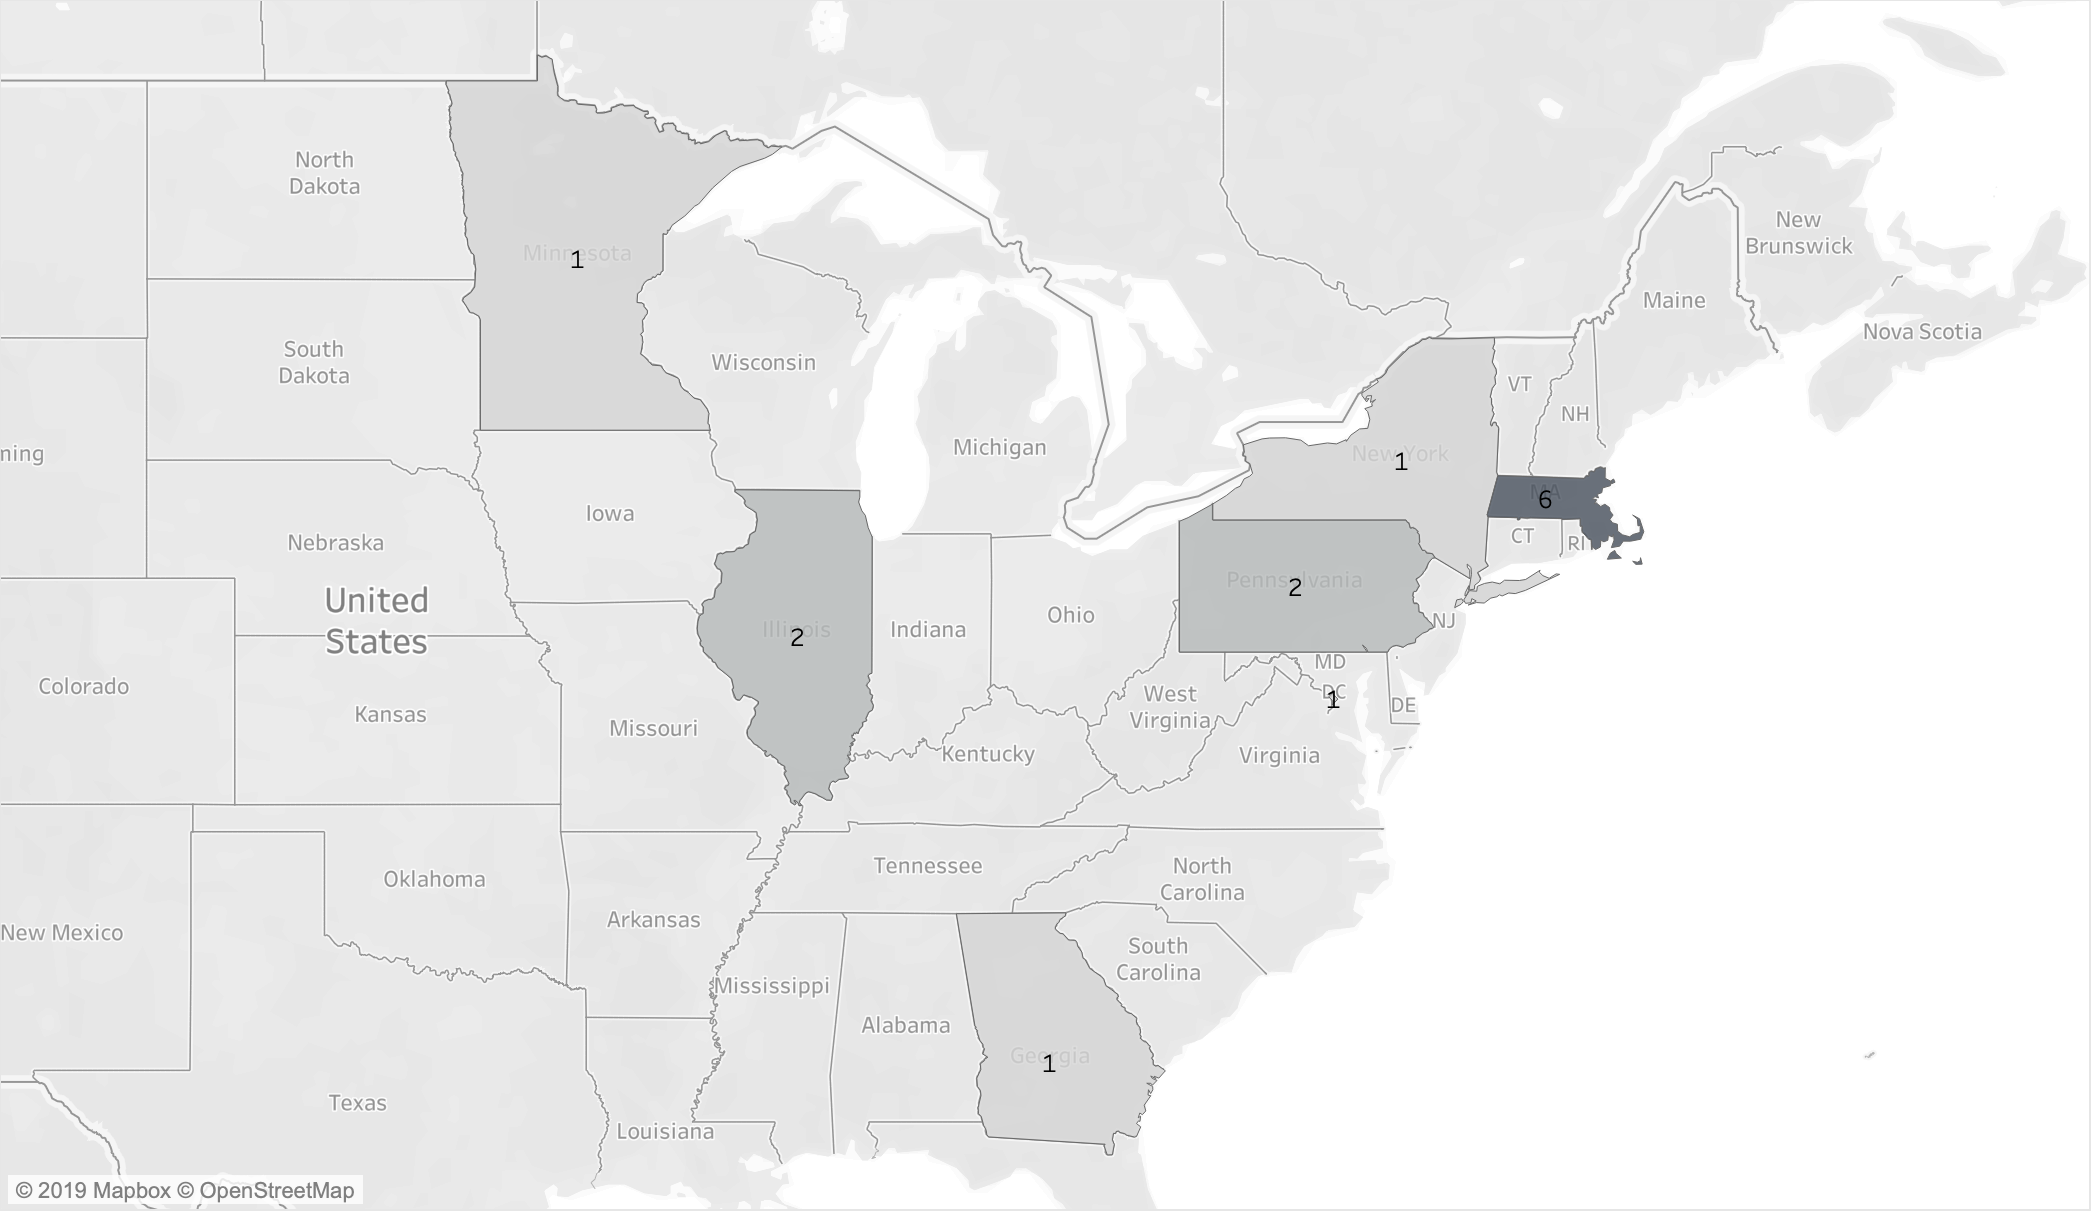 North
Dakota
Minnesota
1
New
Brunswick
Maine
Nova Scotia
South
Dakota
Wisconsin
VT
NH
Michigan
New York
1
ning
MA
6
Iowa
CT
RI
Nebraska
United
States
Pennsylvania
2
Illinois
2
Indiana
Ohio
NJ
MD
DC
1
DE
Colorado
Kansas
Missouri
West
Virginia
Kentucky
Virginia
Oklahoma
Tennessee
North
Carolina
Arkansas
New Mexico
South
Carolina
Mississippi
Alabama
Georgia
1
Texas
Louisiana
© 2019 Mapbox © OpenStreetMap